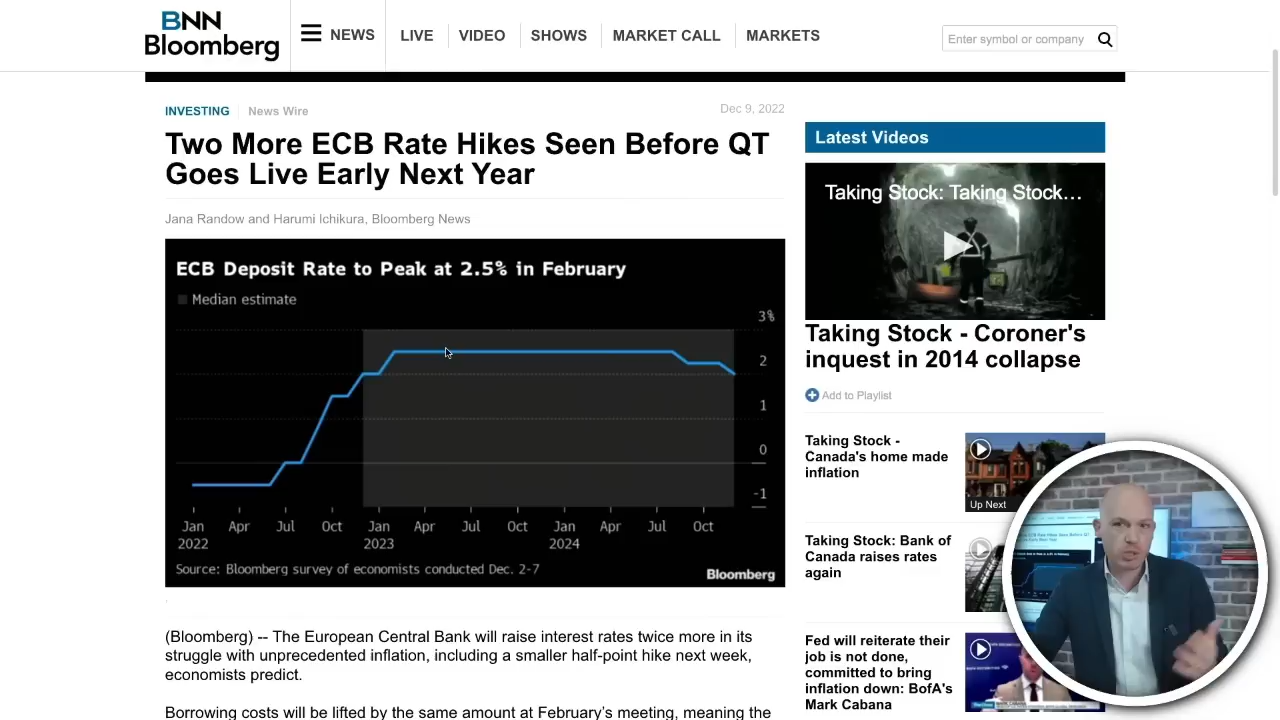 BNN
Bloomberg
NEWS
LIVE
VIDEO
SHOWS
MARKET CALL
MARKETS
Enter symbol or company
INVESTING
News Wire
Dec 9, 2022
Two More ECB Rate Hikes Seen Before QT
Goes Live Early Next Year
Jana Randow and Harumi Ichikura, Bloomberg News
ECB Deposit Rate to Peak at 2.5% in February
Median estimate
3%
2
1
0
-1
Jan Apr Jul Oct Jan Apr Jul Oct Jan Apr Jul Oct
2022 2023 2024
Source: Bloomberg survey of economists conducted Dec. 2-7
Bloomberg
(Bloomberg) -- The European Central Bank will raise interest rates twice more in its
struggle with unprecedented inflation, including a smaller half-point hike next week,
economists predict.
Borrowing costs will be lifted by the same amount at February's meeting, meaning the
Latest Videos
Taking Stock: Taking Stock...
Taking Stock - Coroner's
inquest in 2014 collapse
Add to Playlist
Taking Stock -
Canada's home made
inflation
Up Next
Taking Stock: Bank of
Canada raises rates
again
Fed will reiterate their
job is not done,
committed to bring
inflation down: BofA's
Mark Cabana